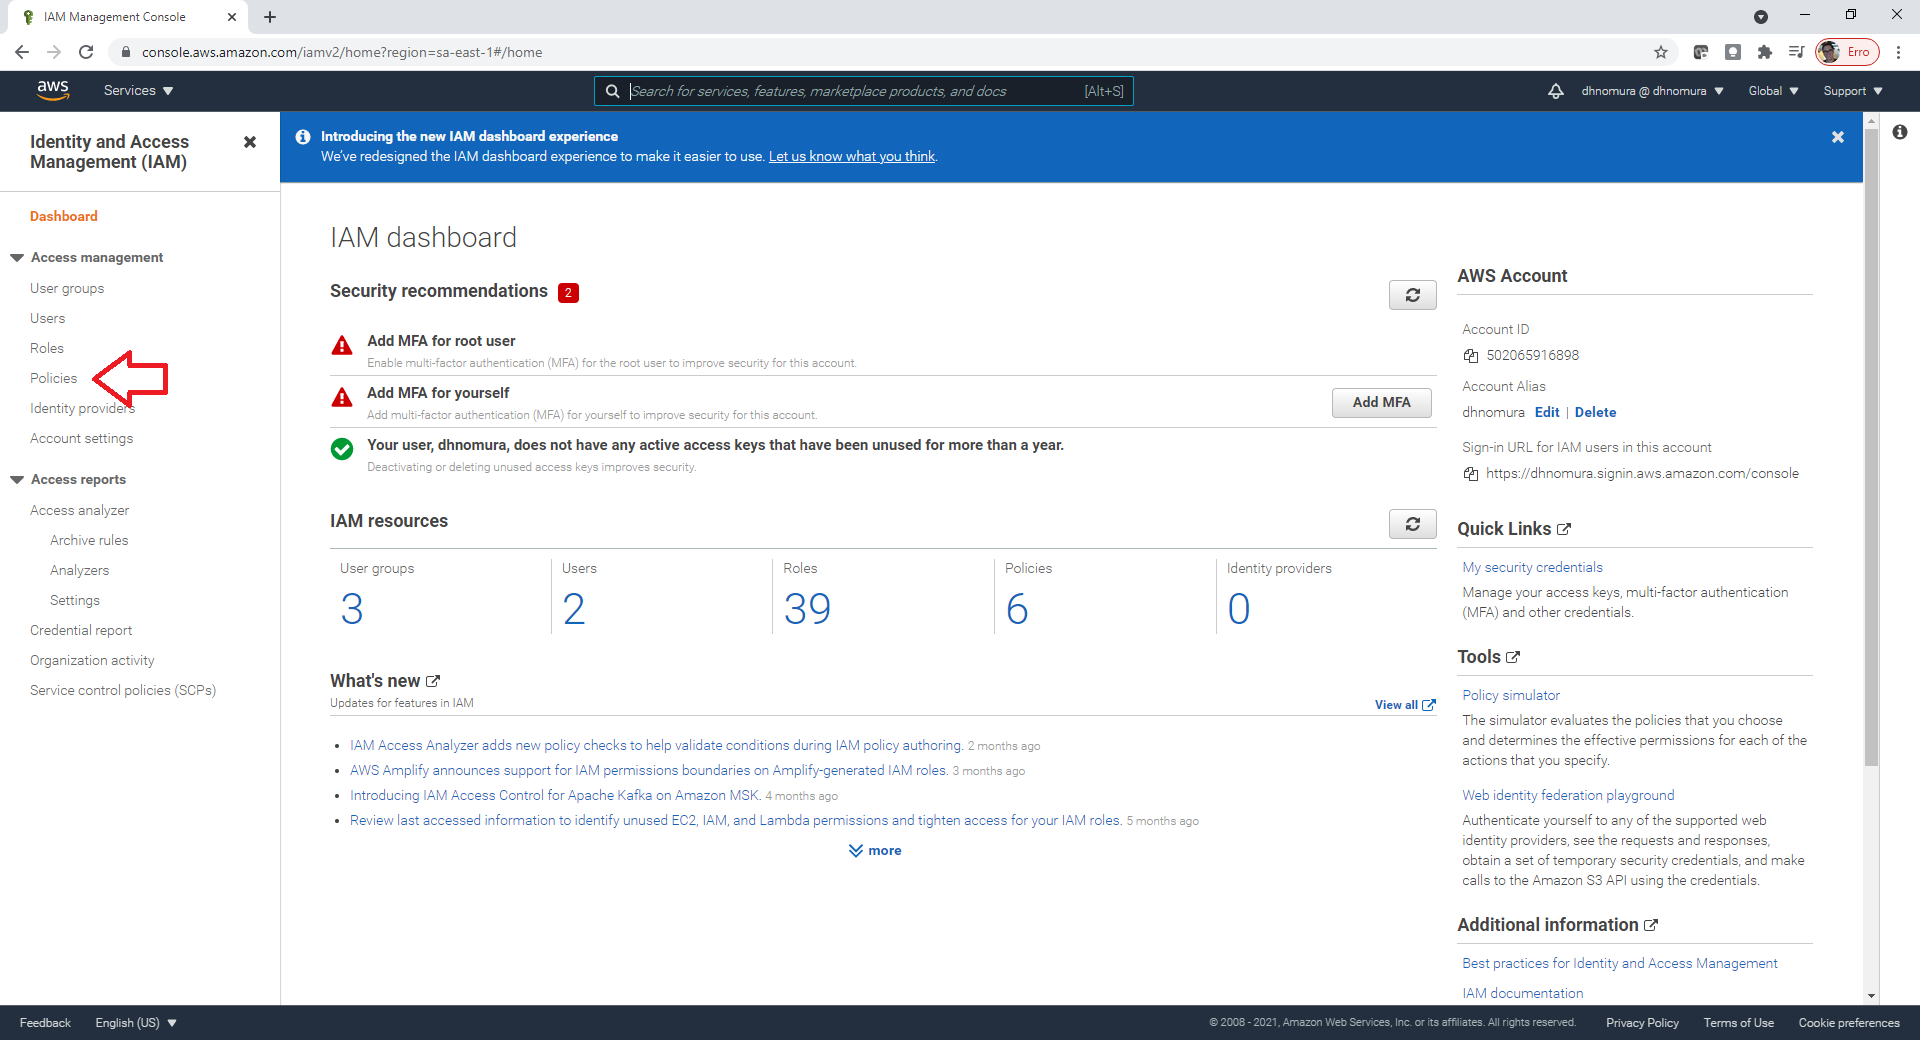 IAM Management Console
console.aws.amazon.com/iamv2/home?region=sa-east-1#/home
Erro
aws
Services
Search for services, features, marketplace products, and docs
[Alt+S]
dhnomura @ dhnomura
Global
Support
Identity and Access
Management (IAM)
Dashboard
Access management
User groups
Users
Roles
Policies
Identity providers
Account settings
Access reports
Access analyzer
Archive rules
Analyzers
Settings
Credential report
Organization activity
Service control policies (SCPs)
Introducing the new IAM dashboard experience
We've redesigned the IAM dashboard experience to make it easier to use. Let us know what you think.
IAM dashboard
Security recommendations 2
Add MFA for root user
Enable multi-factor authentication (MFA) for the root user to improve security for this account.
Add MFA for yourself
Add multi-factor authentication (MFA) for yourself to improve security for this account.
Add MFA
Your user, dhnomura, does not have any active access keys that have been unused for more than a year.
Deactivating or deleting unused access keys improves security.
IAM resources
User groups
3
Users
2
Roles
39
Policies
6
Identity providers
0
What's new
Updates for features in IAM
View all
IAM Access Analyzer adds new policy checks to help validate conditions during IAM policy authoring. 2 months ago
AWS Amplify announces support for IAM permissions boundaries on Amplify-generated IAM roles. 3 months ago
Introducing IAM Access Control for Apache Kafka on Amazon MSK. 4 months ago
Review last accessed information to identify unused EC2, IAM, and Lambda permissions and tighten access for your IAM roles. 5 months ago
more
AWS Account
Account ID
502065916898
Account Alias
dhnomura Edit | Delete
Sign-in URL for IAM users in this account
https://dhnomura.signin.aws.amazon.com/console
Quick Links
My security credentials
Manage your access keys, multi-factor authentication
(MFA) and other credentials.
Tools
Policy simulator
The simulator evaluates the policies that you choose
and determines the effective permissions for each of the
actions that you specify.
Web identity federation playground
Authenticate yourself to any of the supported web
identity providers, see the requests and responses,
obtain a set of temporary security credentials, and make
calls to the Amazon S3 API using the credentials.
Additional information
Best practices for Identity and Access Management
IAM documentation
Feedback
English (US)
© 2008 - 2021, Amazon Web Services, Inc. or its affiliates. All rights reserved.
Privacy Policy
Terms of Use
Cookie preferences